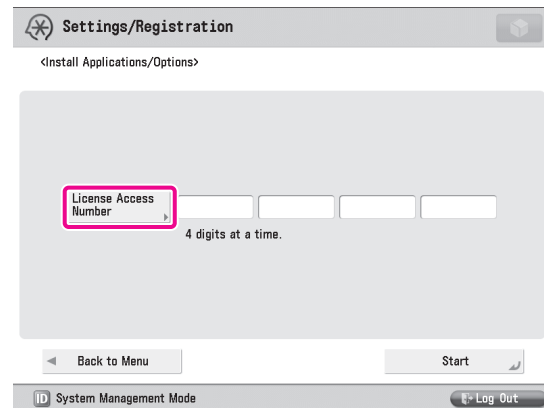 Settings/Registration
<Install Applications/Options>
License Access
Number
4 digits at a time.
Back to Menu
Start
ID System Management Mode
Log Out